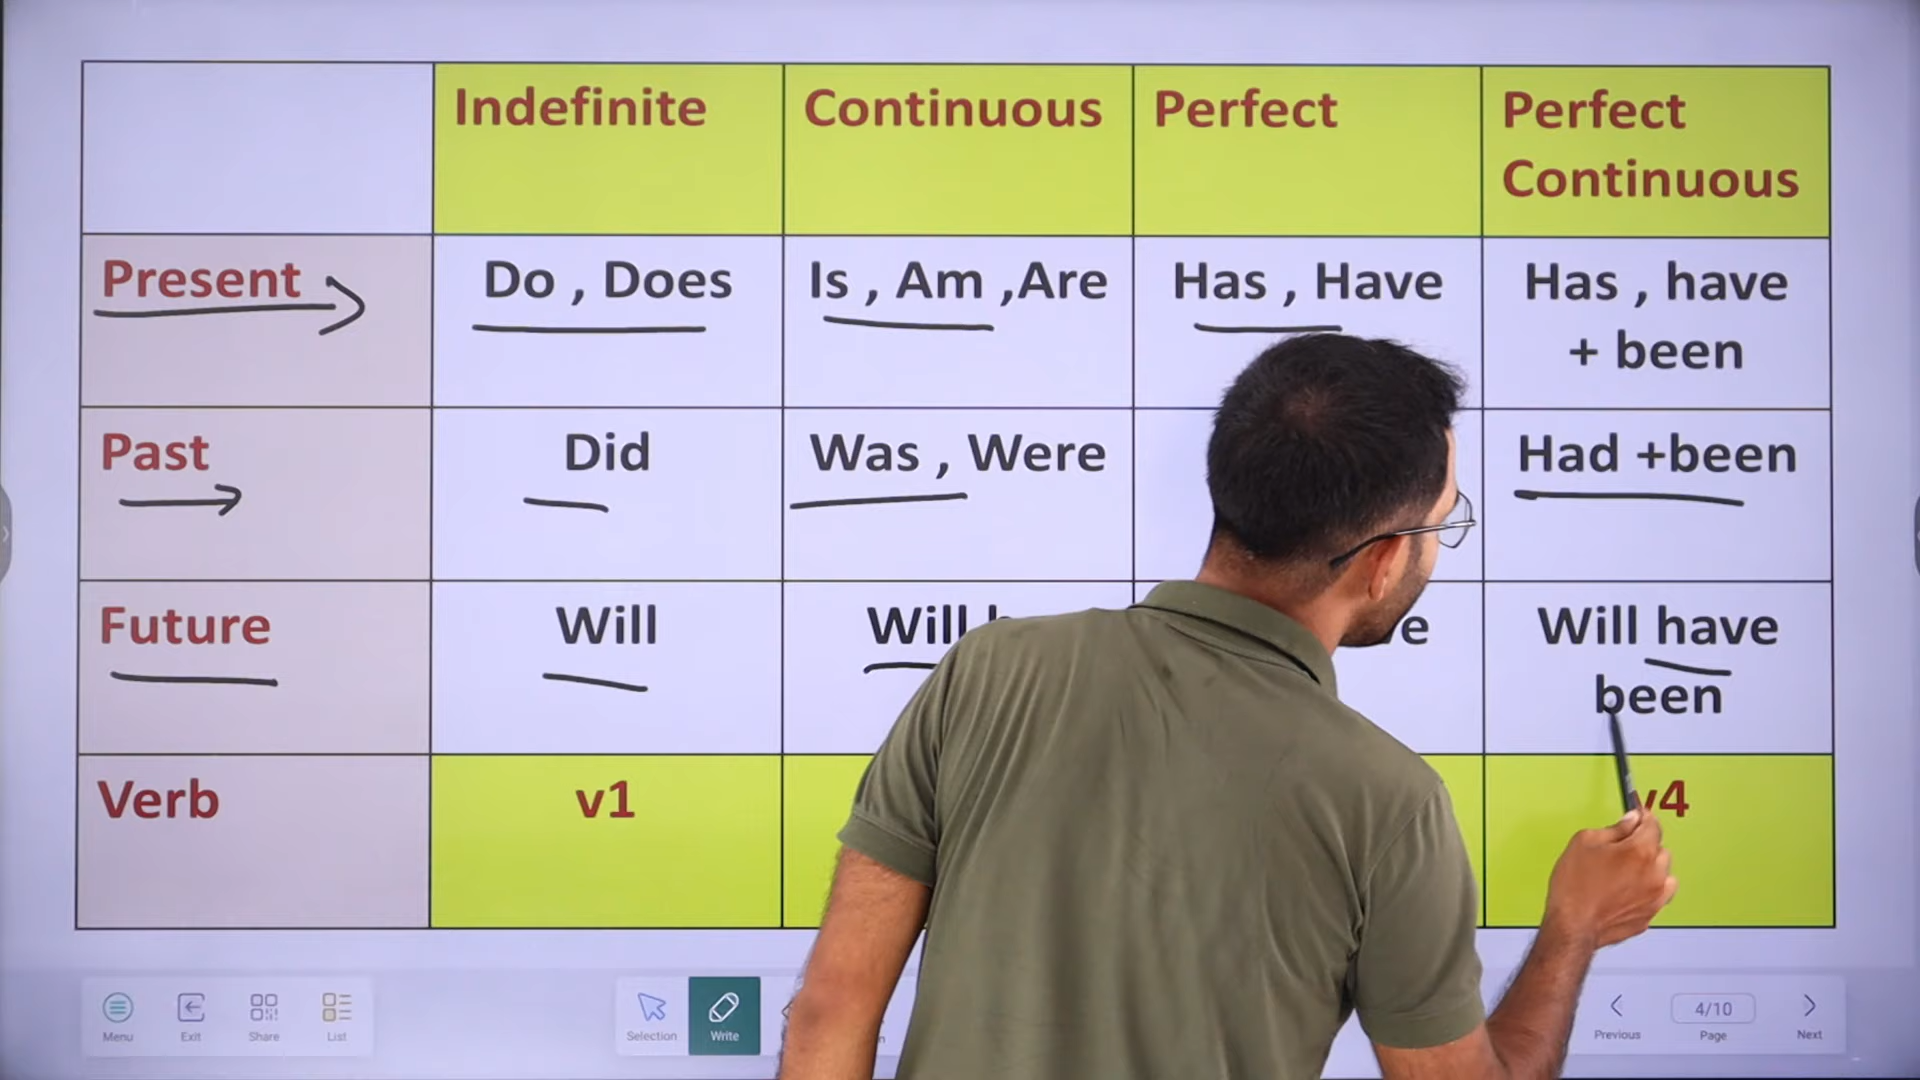 Indefinite
Continuous
Perfect
Perfect
Continuous
Present
Do , Does
Is , Am ,Are
Has , Have
Has , have
+ been
Past
Did
Was , Were
Had +been
Future
Will
Will
Will have
been
Verb
v1
v4
Menu
Exit
Share
List
Selection
Write
Previous
4/10
Page
Next